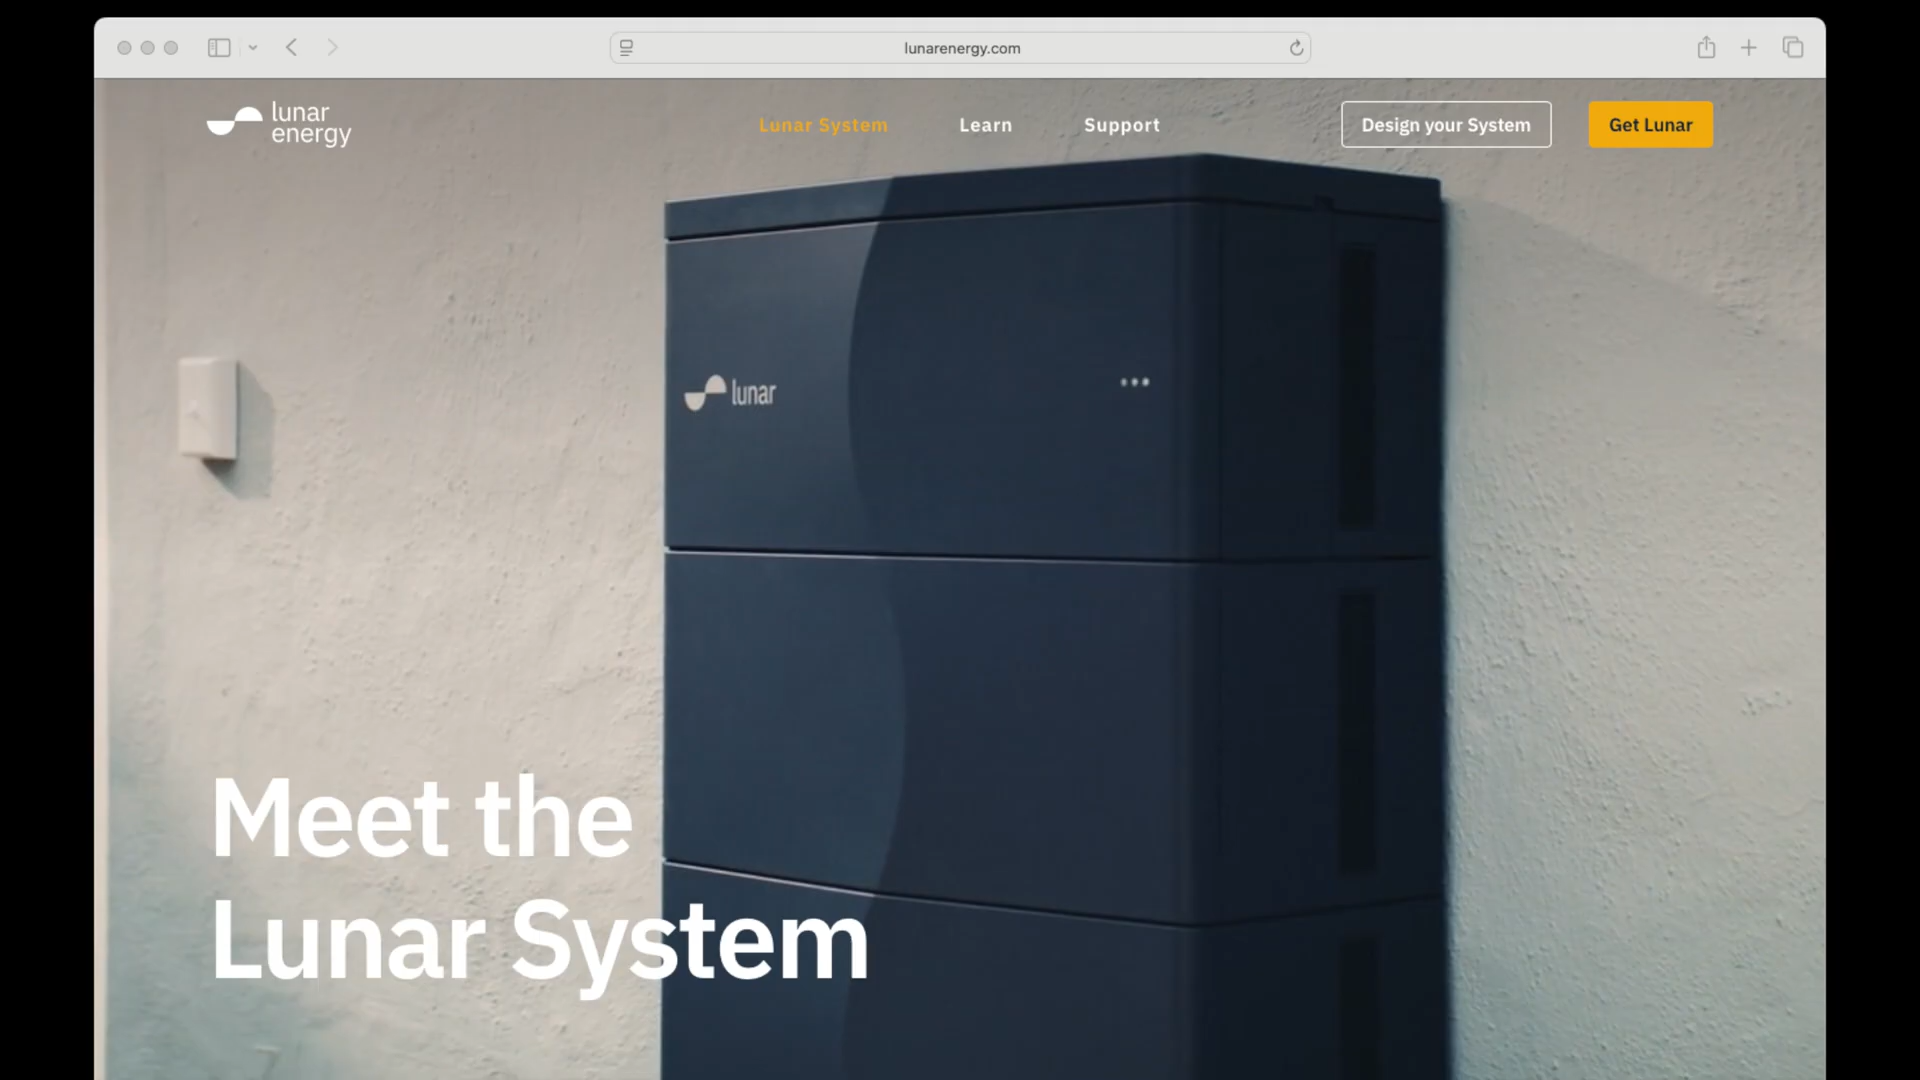 lunarenergy.com
lunar
energy
Lunar System
Learn
Support
Design your System
Get Lunar
lunar
Meet the
Lunar System